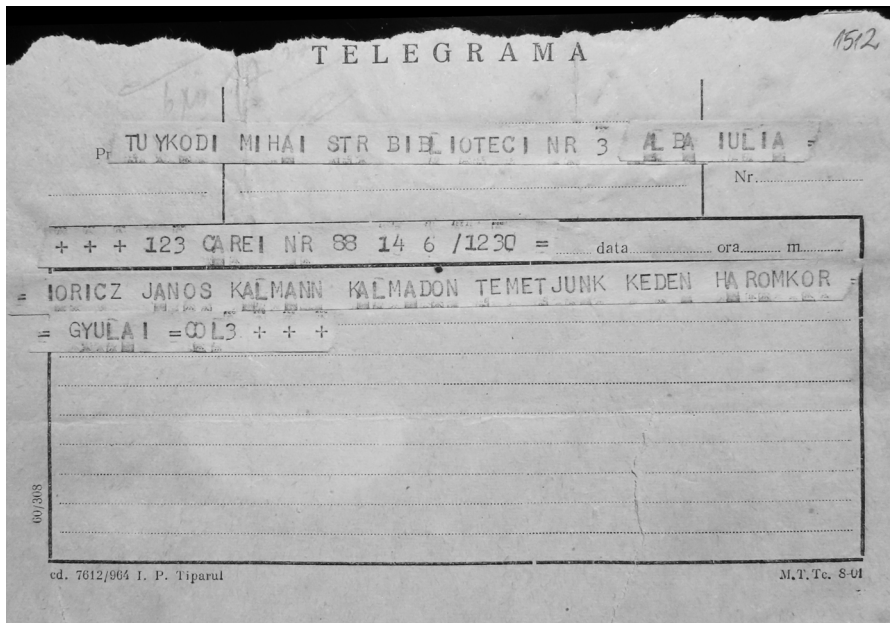 1512
TELEGRAMA
Pr TUYKODI MIHAI STR BIBLIOTECI NR 3 ALBA IULIA =
Nr.
+ + + 123 CAREI NR 88 14 6 /1230 = data ora m
= IORICZ JANOS KALMANN KALMADON TEMETJUNK KEDEN HAROMKOR =
= GYULAI =COL3 + + +
60/308
cd. 7612/964 I. P. Tiparul M.T.Tc. 8-01